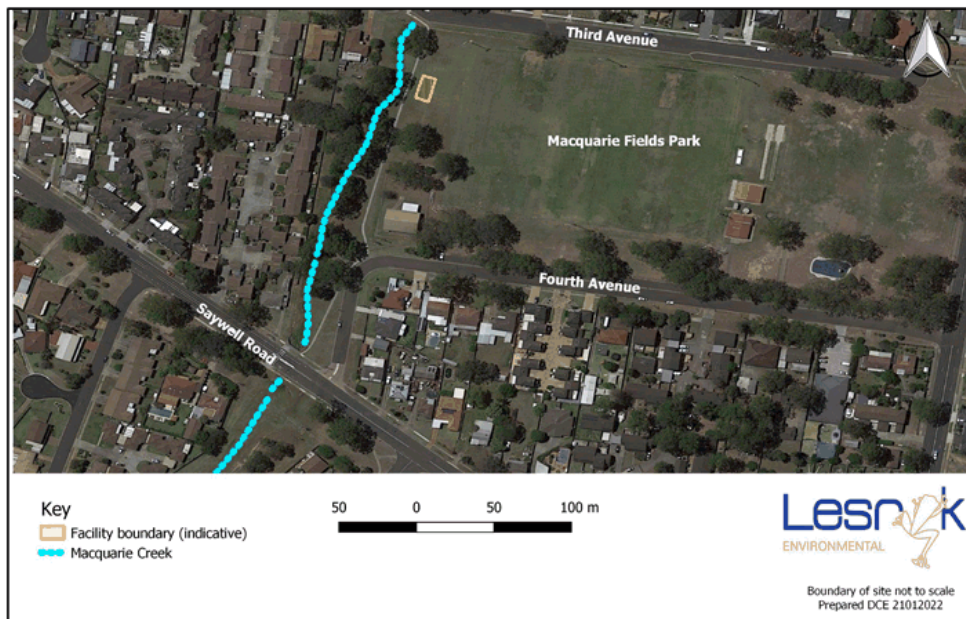 Third Avenue
Macquarie Fields Park
Fourth Avenue
Saywell Road
Key
Facility boundary (indicative)
Macquarie Creek
50 0 50 100 m
Lesryk
ENVIRONMENTAL
Boundary of site not to scale
Prepared DCE 21012022